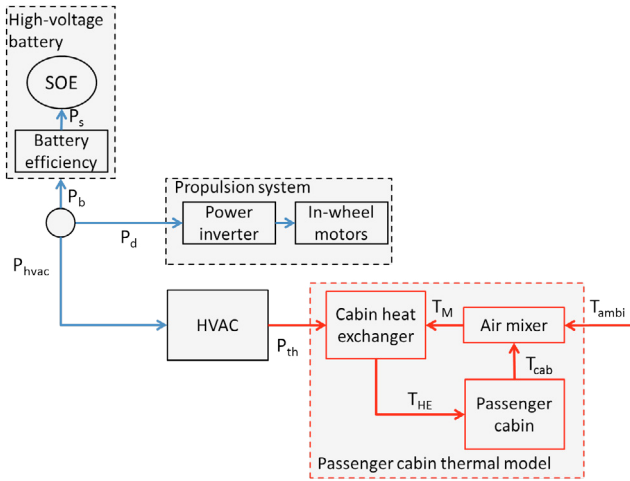 High-voltage
battery
SOE
Ps
Battery
efficiency
Pb
Propulsion system
Power
inverter
In-wheel
motors
Pd
Phvac
HVAC
Pth
Cabin heat
exchanger
TM
Air mixer
Tambi
Tcab
THE
Passenger
cabin
Passenger cabin thermal model